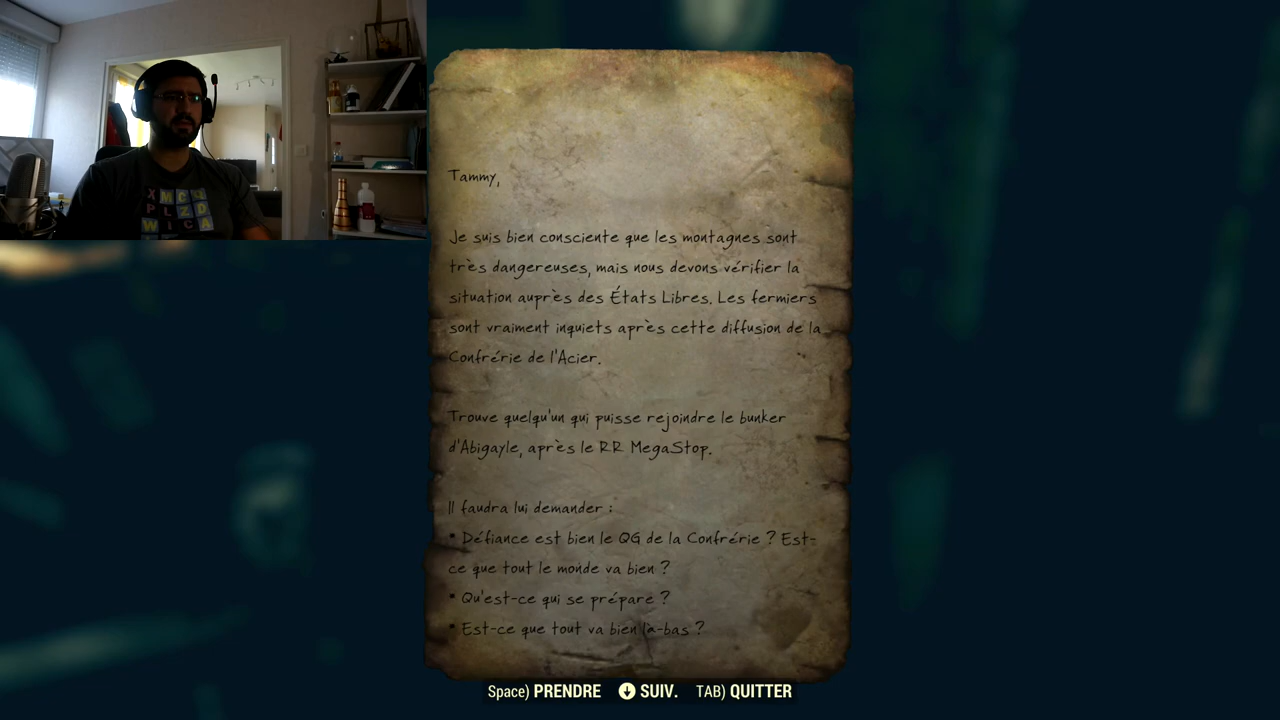 Tammy,
Je suis bien consciente que les montagnes sont
très dangereuses, mais nous devons vérifier la
situation auprès des États Libres. Les fermiers
sont vraiment inquiets après cette diffusion de la
Confrérie de l'Acier.
Trouve quelqu'un qui puisse rejoindre le bunker
d'Abigayle, après le RR MegaStop.
Il faudra lui demander :
* Défiance est bien le QG de la Confrérie ? Est-
ce que tout le monde va bien ?
* Qu'est-ce qui se prépare ?
* Est-ce que tout va bien là-bas ?
Space) PRENDRE SUIV. TAB) QUITTER